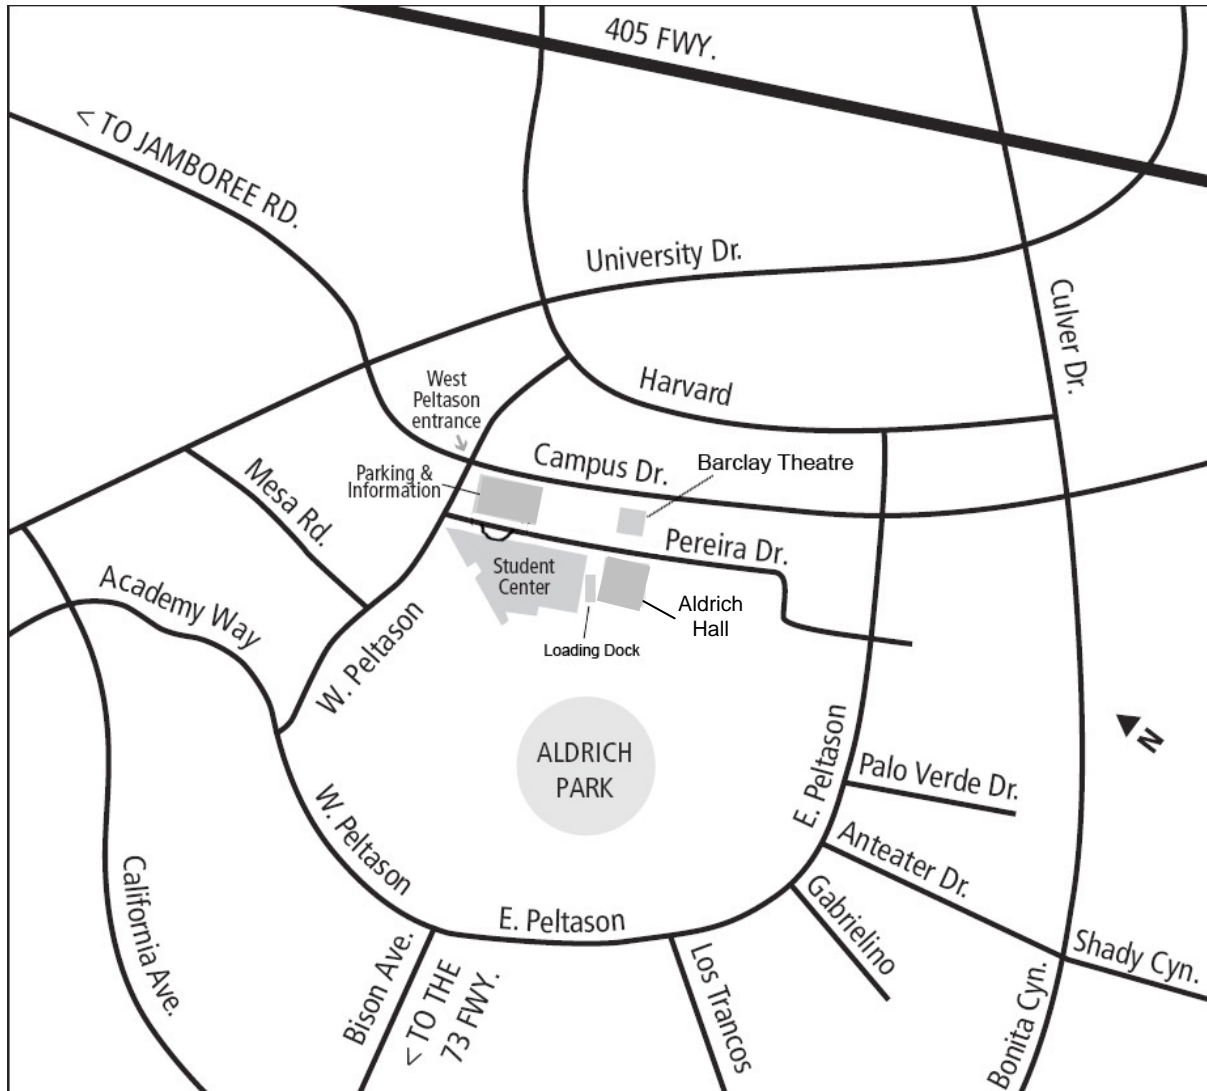 405 FWY.
< TO JAMBOREE RD.
University Dr.
Culver Dr.
West
Peltason
entrance
Harvard
Campus Dr.
Barclay Theatre
Parking &
Information
Mesa Rd.
Pereira Dr.
Student
Center
Academy Way
Aldrich
Hall
Loading Dock
W. Peltason
N
ALDRICH
PARK
E. Peltason
Palo Verde Dr.
W. Peltason
Anteater Dr.
Gabrielino
California Ave.
E. Peltason
Shady Cyn.
Bison Ave.
< TO THE
73 FWY.
Los Trancos
Bonita Cyn.